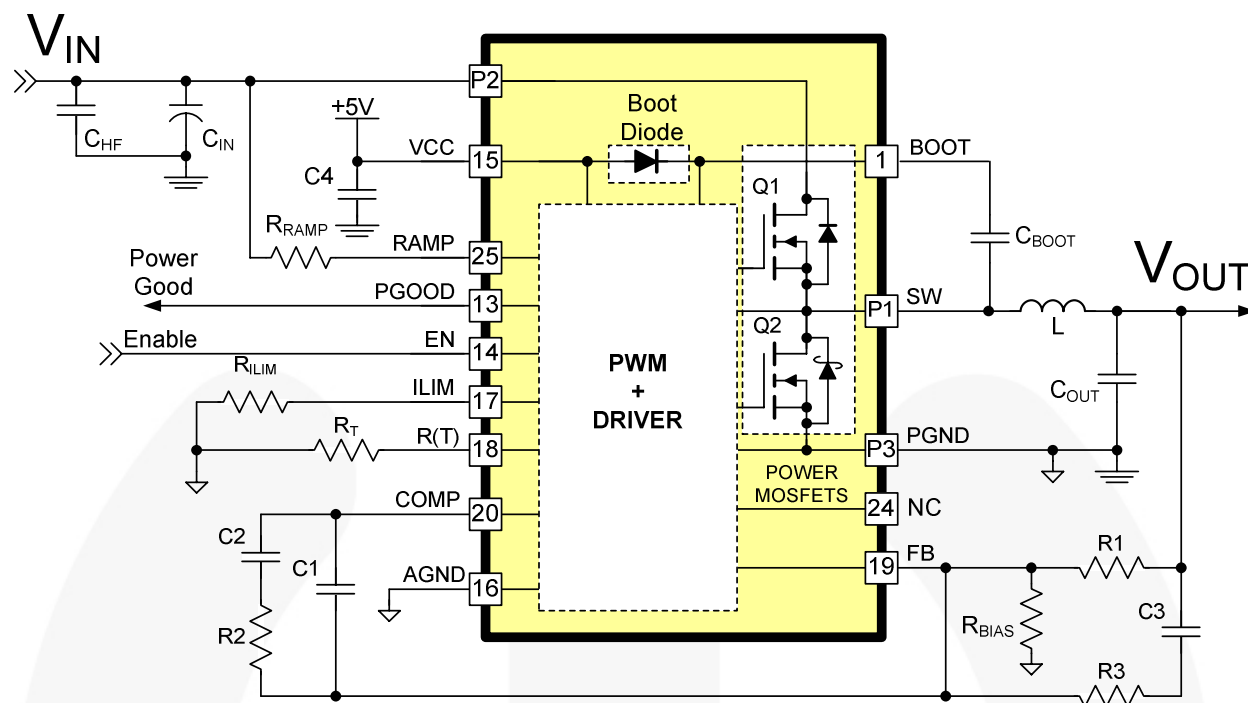 VIN
CHF
CIN
+5V
C4
RRAMP
Power
Good
Enable
RILIM
RT
VCC
RAMP
PGOOD
EN
ILIM
R(T)
COMP
AGND
P2
15
25
13
14
17
18
20
16
C2
C1
R2
Boot
Diode
Q1
Q2
PWM
+
DRIVER
POWER
MOSFETS
1
P1
P3
24
19
BOOT
SW
PGND
NC
FB
CBOOT
VOUT
L
COUT
R1
RBIAS
C3
R3